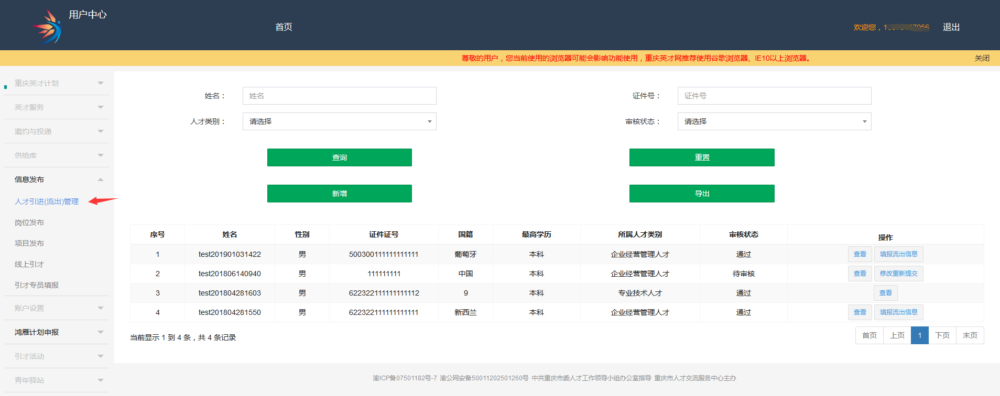 用户中心
首页
欢迎您，
退出
尊敬的用户，您当前使用的浏览器可能会影响功能使用，重庆英才网推荐使用谷歌浏览器、IE10以上浏览器。
关闭
重庆英才计划
英才服务
邀约与投递
供给库
信息发布
人才引进(流出)管理
岗位发布
项目发布
线上引才
引才专员填报
账户设置
鸿雁计划申报
引才活动
青年驿站
姓名： 姓名 证件号： 证件号
人才类别： 请选择 审核状态： 请选择
查询 重置
新增 导出
序号 姓名 性别 证件证号 国籍 最高学历 所属人才类别 审核状态 操作
1 test201901031422 男 500300111111111111 葡萄牙 本科 企业经营管理人才 通过 查看 填报流出信息
2 test201806140940 男 111111111 中国 本科 企业经营管理人才 待审核 查看 修改重新提交
3 test201804281603 男 622322111111111112 9 本科 专业技术人才 通过 查看
4 test201804281550 男 622322111111111111 新西兰 本科 企业经营管理人才 通过 查看 填报流出信息
当前显示 1 到 4 条，共 4 条记录
首页 上页 1 下页 末页
渝ICP备07501182号-7 渝公网安备50011202501260号 中共重庆市委人才工作领导小组办公室指导 重庆市人才交流服务中心主办